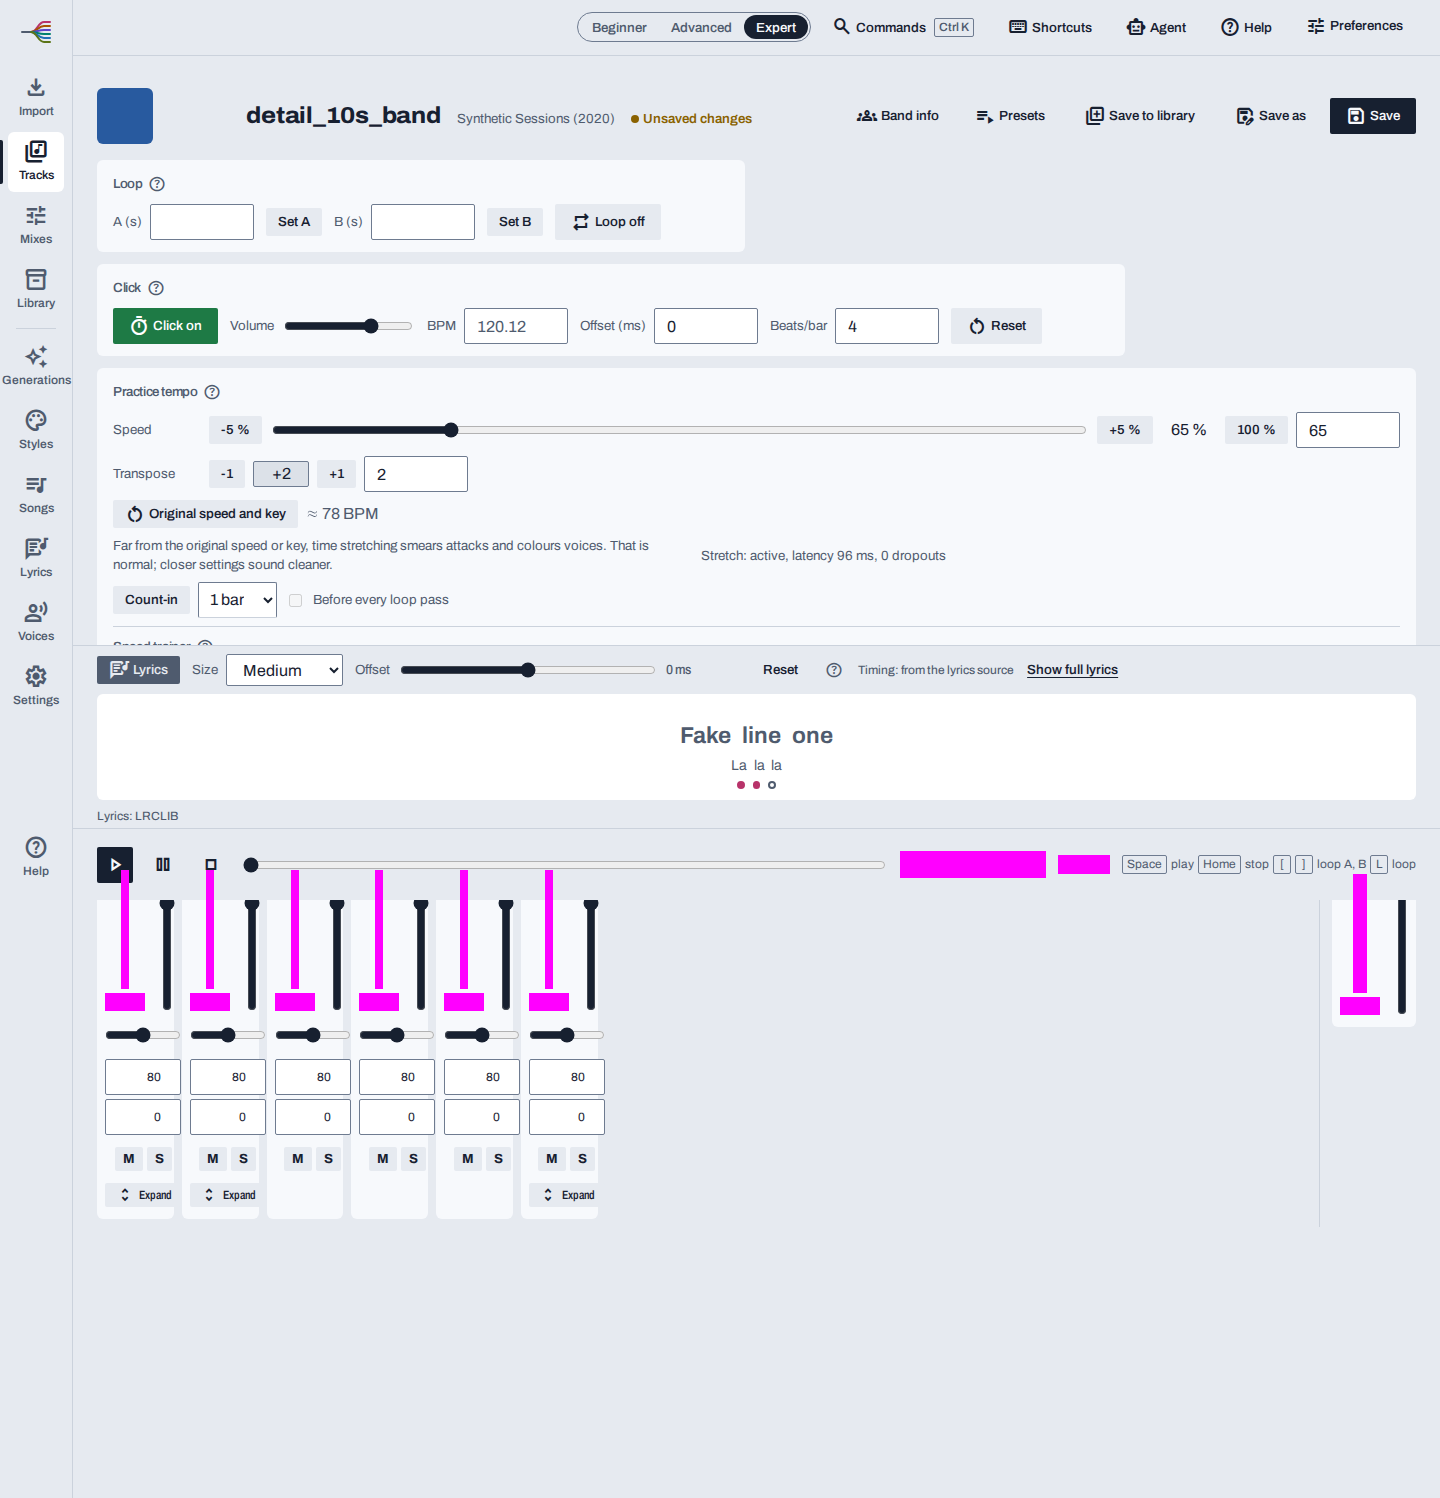 Beginner Advanced Expert Commands Ctrl K Shortcuts Agent Help Preferences
Import
Tracks
Mixes
Library
Generations
Styles
Songs
Lyrics
Voices
Settings
Help
detail_10s_band Synthetic Sessions (2020) Unsaved changes Band info Presets Save to library Save as Save
Loop
A (s) Set A B (s) Set B Loop off
Click
Click on Volume BPM 120.12 Offset (ms) 0 Beats/bar 4 Reset
Practice tempo
Speed -5 % +5 % 65 % 100 % 65
Transpose -1 +2 +1 2
Original speed and key ≈ 78 BPM
Far from the original speed or key, time stretching smears attacks and colours voices. That is
normal; closer settings sound cleaner.
Stretch: active, latency 96 ms, 0 dropouts
Count-in 1 bar Before every loop pass
Lyrics Size Medium Offset 0 ms Reset Timing: from the lyrics source Show full lyrics
Fake line one
La la la
Lyrics: LRCLIB
Space play Home stop [ ] loop A, B L loop
80 80 80 80 80 80
0 0 0 0 0 0
M S M S M S M S M S M S
Expand Expand Expand